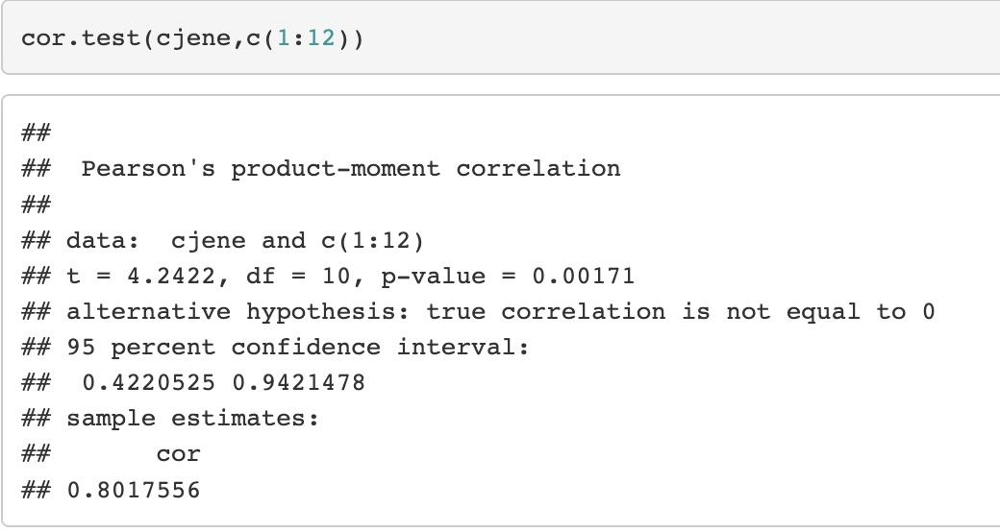 cor.test(cjene,c(1:12))
##
##  Pearson's product-moment correlation
##
## data:  cjene and c(1:12)
## t = 4.2422, df = 10, p-value = 0.00171
## alternative hypothesis: true correlation is not equal to 0
## 95 percent confidence interval:
##  0.4220525 0.9421478
## sample estimates:
##       cor
## 0.8017556